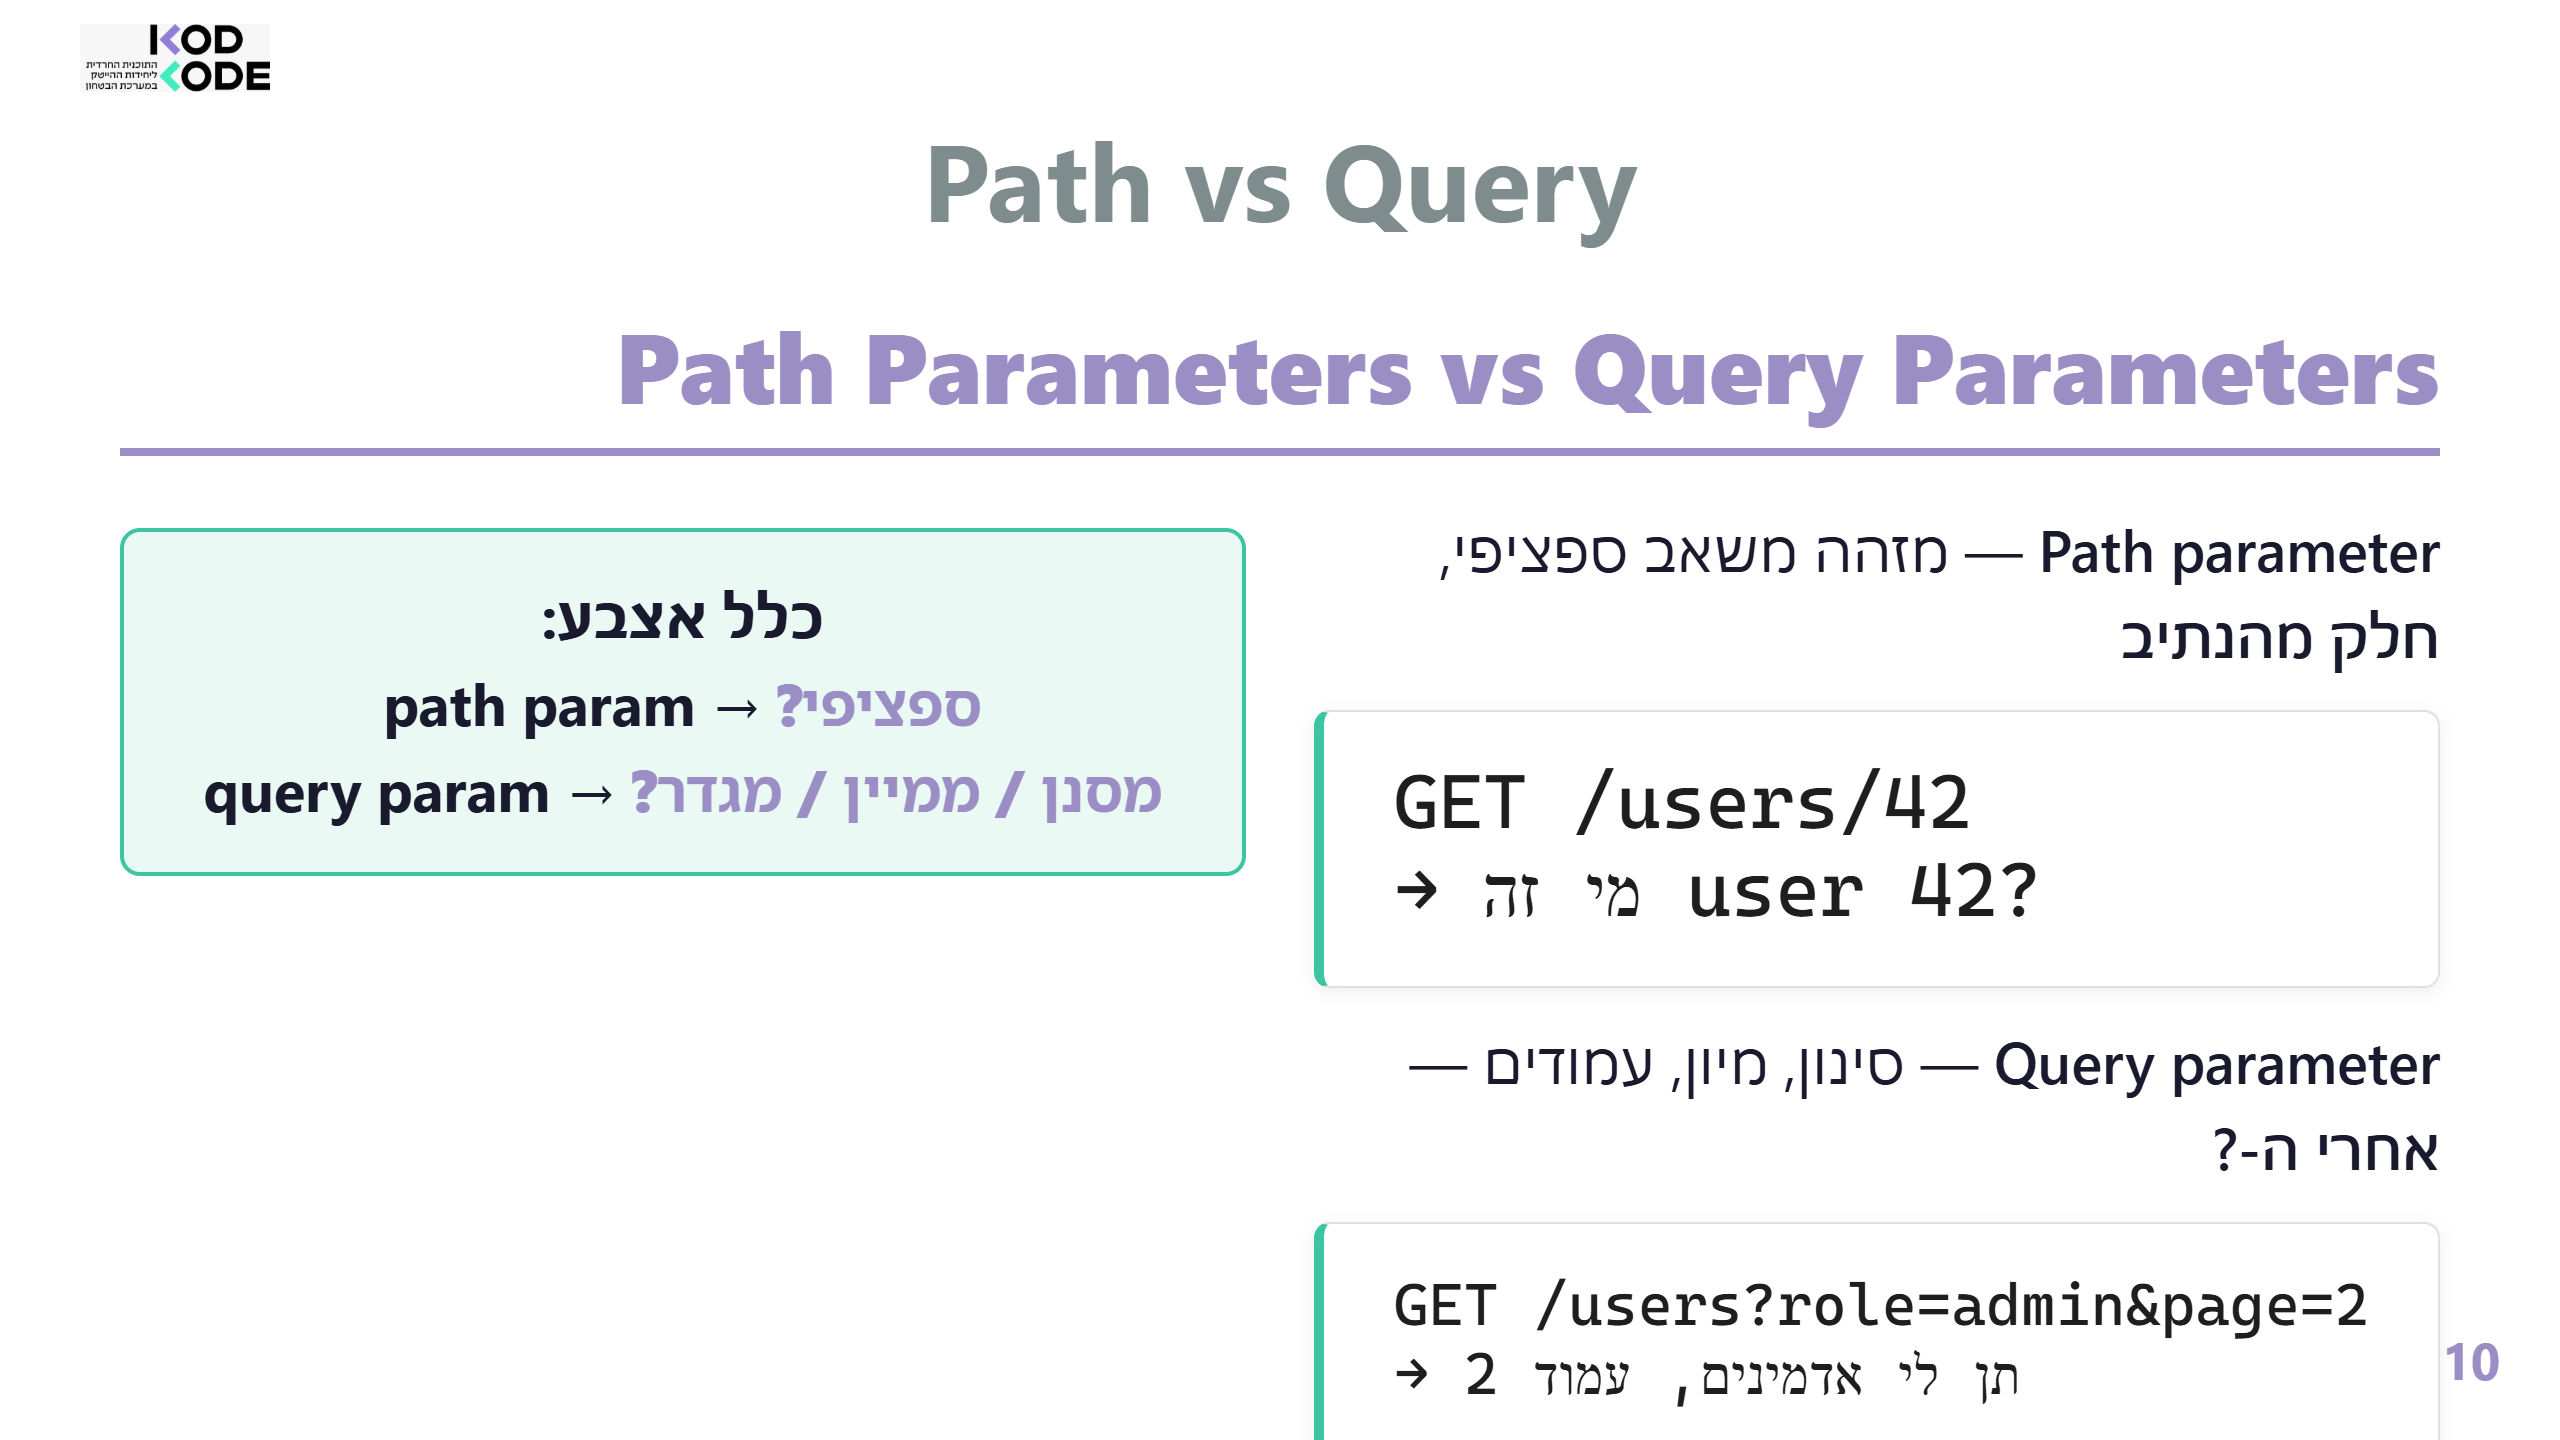 KOD
KODE
התוכנית החרדית
ליחידות ההייטק
במערכת הבטחון
Path vs Query
Path Parameters vs Query Parameters
Path parameter — מזהה משאב ספציפי,
חלק מהנתיב
GET /users/42
→ מי זה user 42?
Query parameter — סינון, מיון, עמודים —
אחרי ה-?
GET /users?role=admin&page=2
→ תן לי אדמינים, עמוד 2
כלל אצבע:
ספציפי? → path param
מסנן / ממיין / מגדר? → query param
10